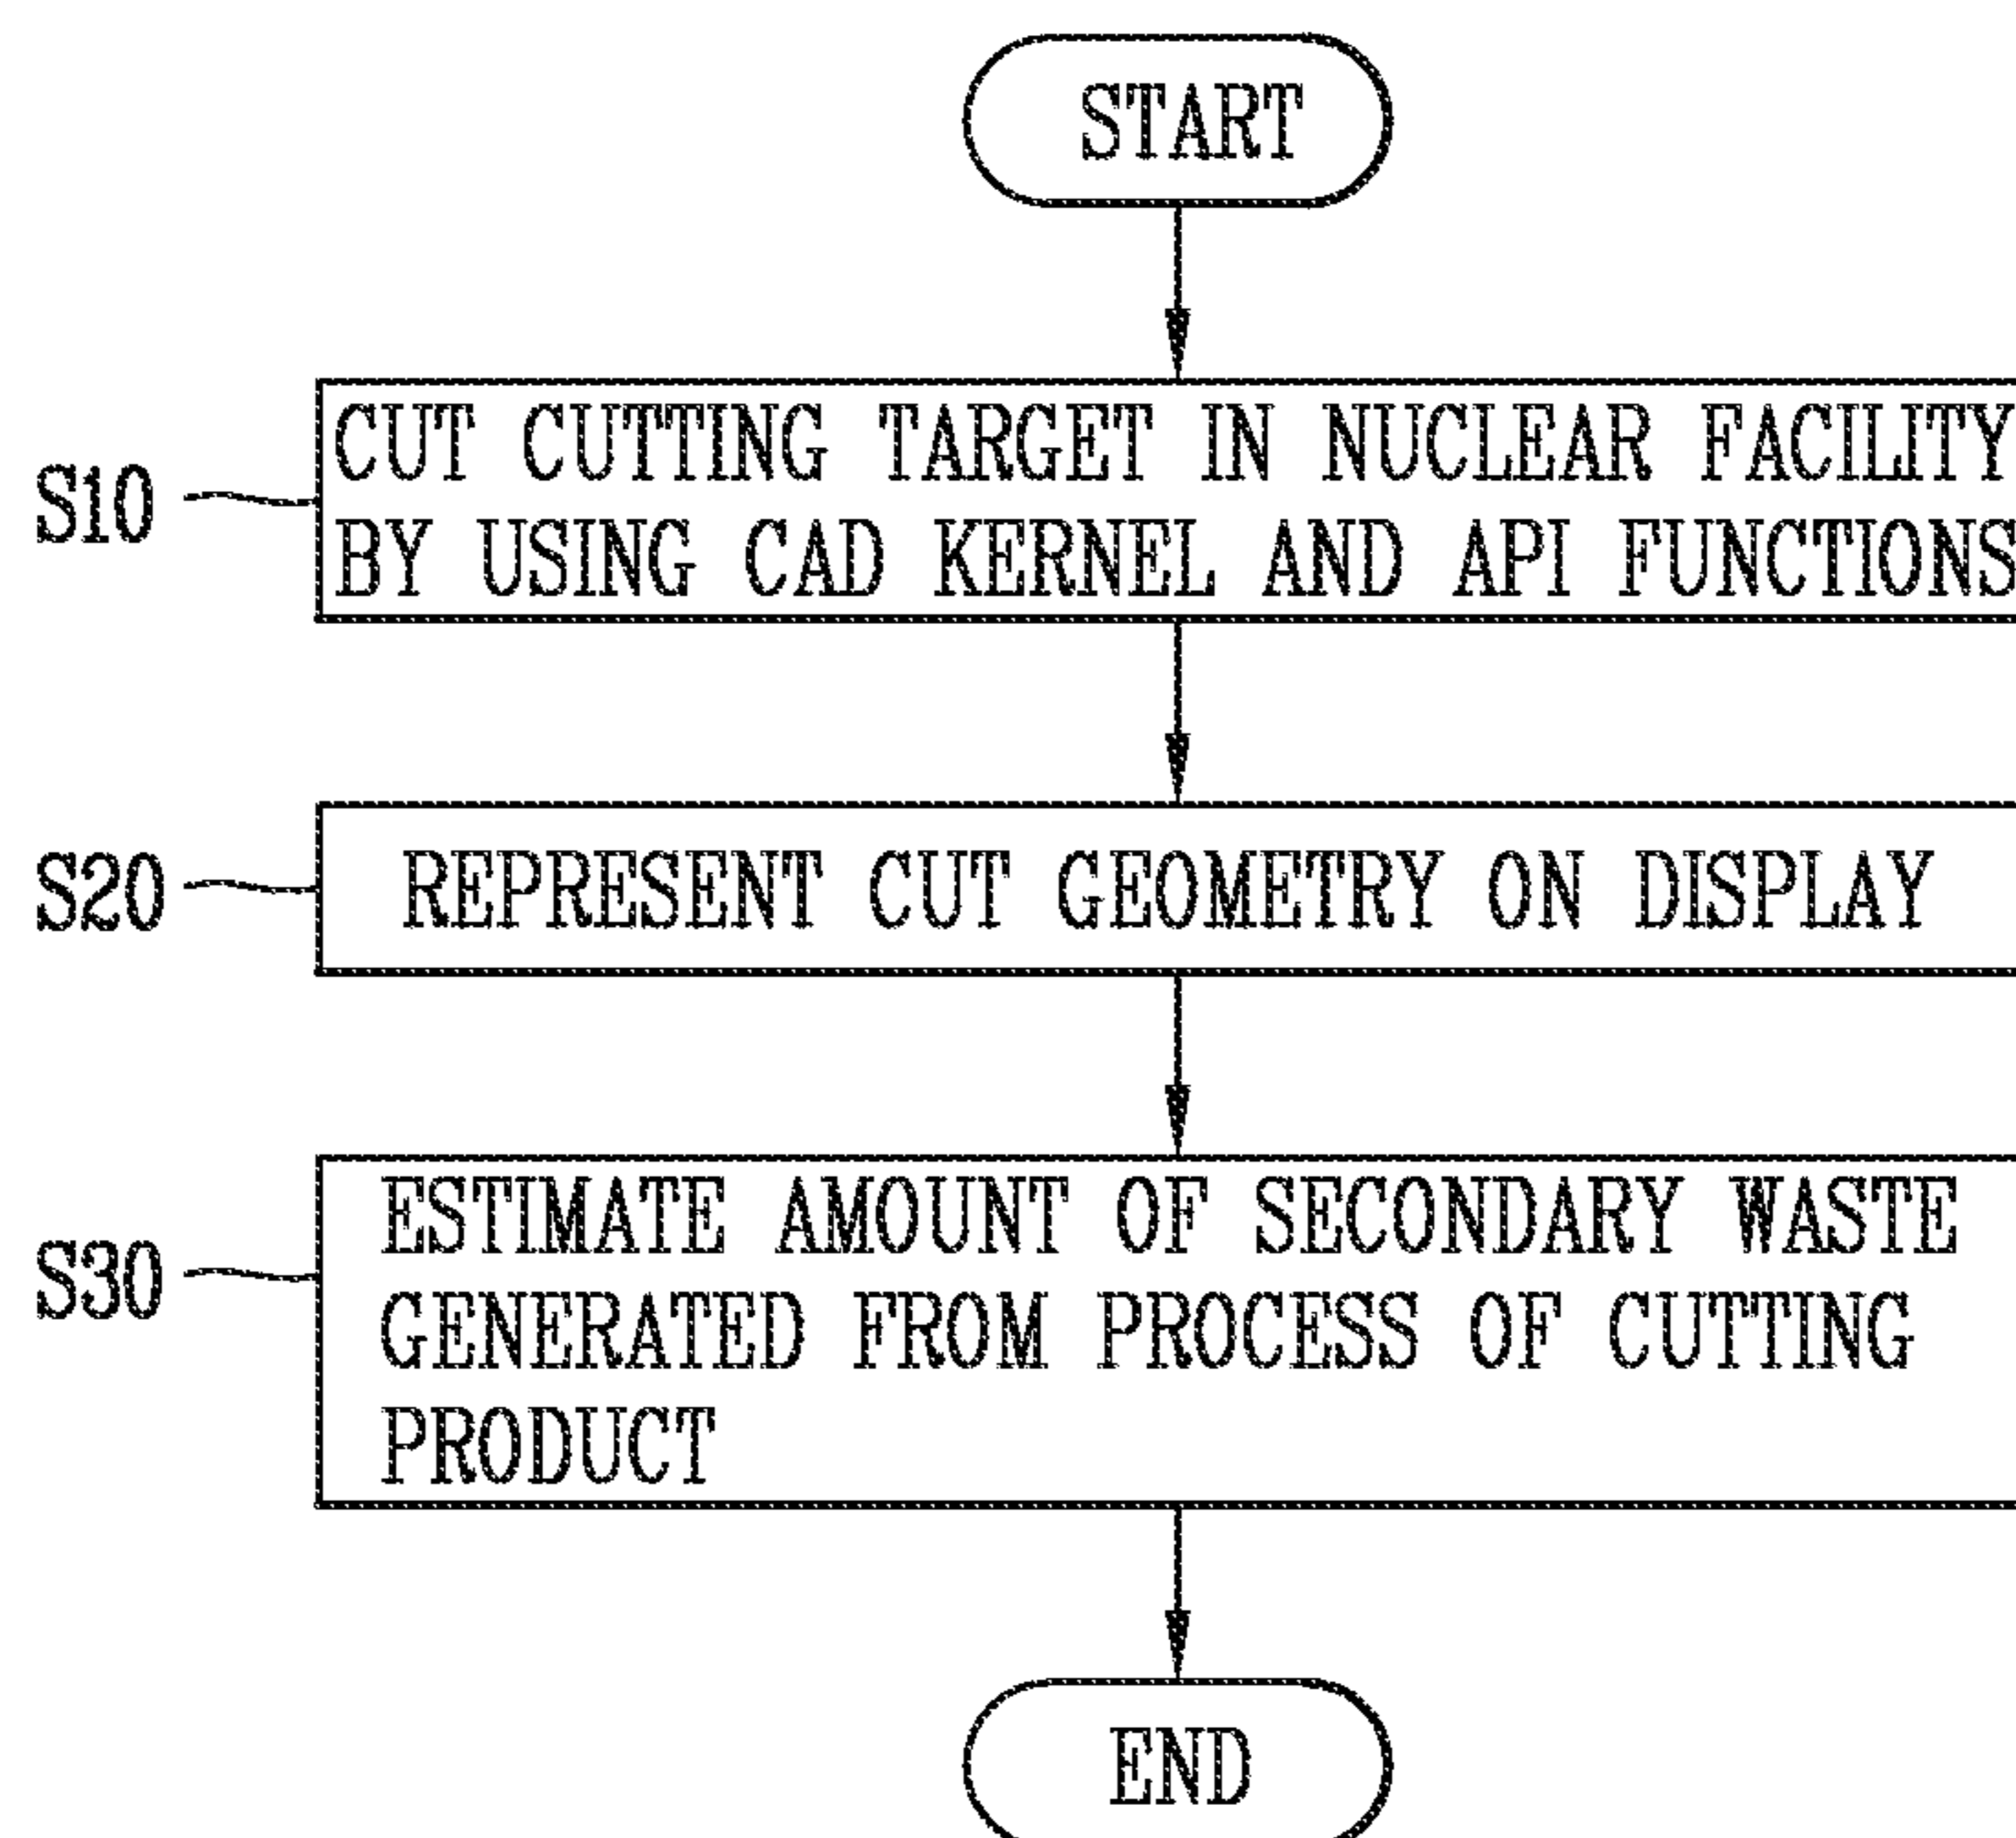 START
S10
CUT CUTTING TARGET IN NUCLEAR FACILITY
BY USING CAD KERNEL AND API FUNCTIONS
S20
REPRESENT CUT GEOMETRY ON DISPLAY
S30
ESTIMATE AMOUNT OF SECONDARY WASTE
GENERATED FROM PROCESS OF CUTTING
PRODUCT
END